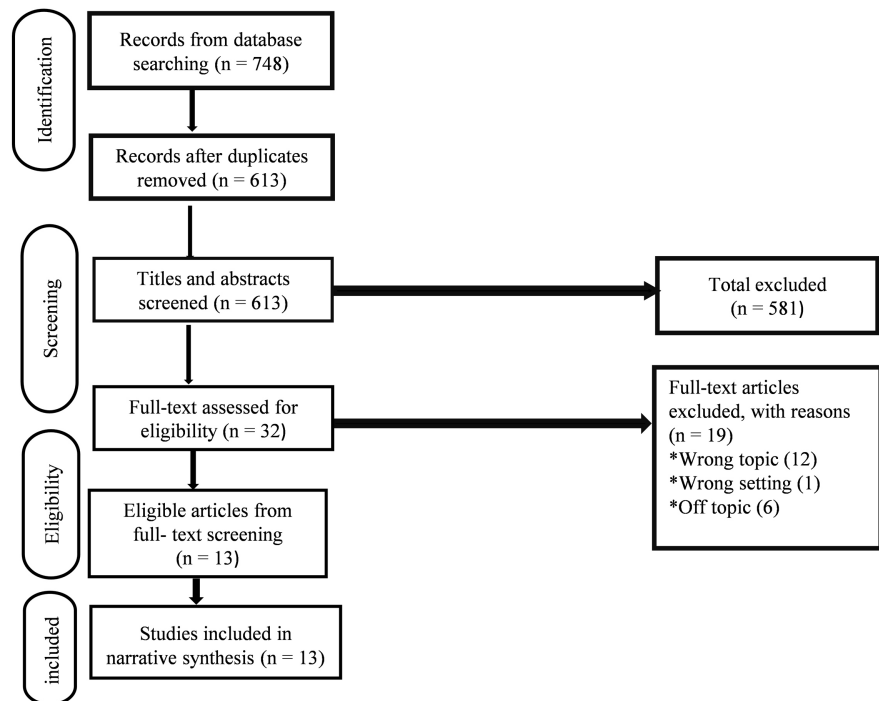 Identification
Records from database
searching (n = 748)
Records after duplicates
removed (n = 613)
Screening
Titles and abstracts
screened (n = 613)
Total excluded
(n = 581)
Full-text assessed for
eligibility (n = 32)
Full-text articles
excluded, with reasons
(n = 19)
*Wrong topic (12)
*Wrong setting (1)
*Off topic (6)
Eligibility
Eligible articles from
full- text screening
(n = 13)
included
Studies included in
narrative synthesis (n = 13)